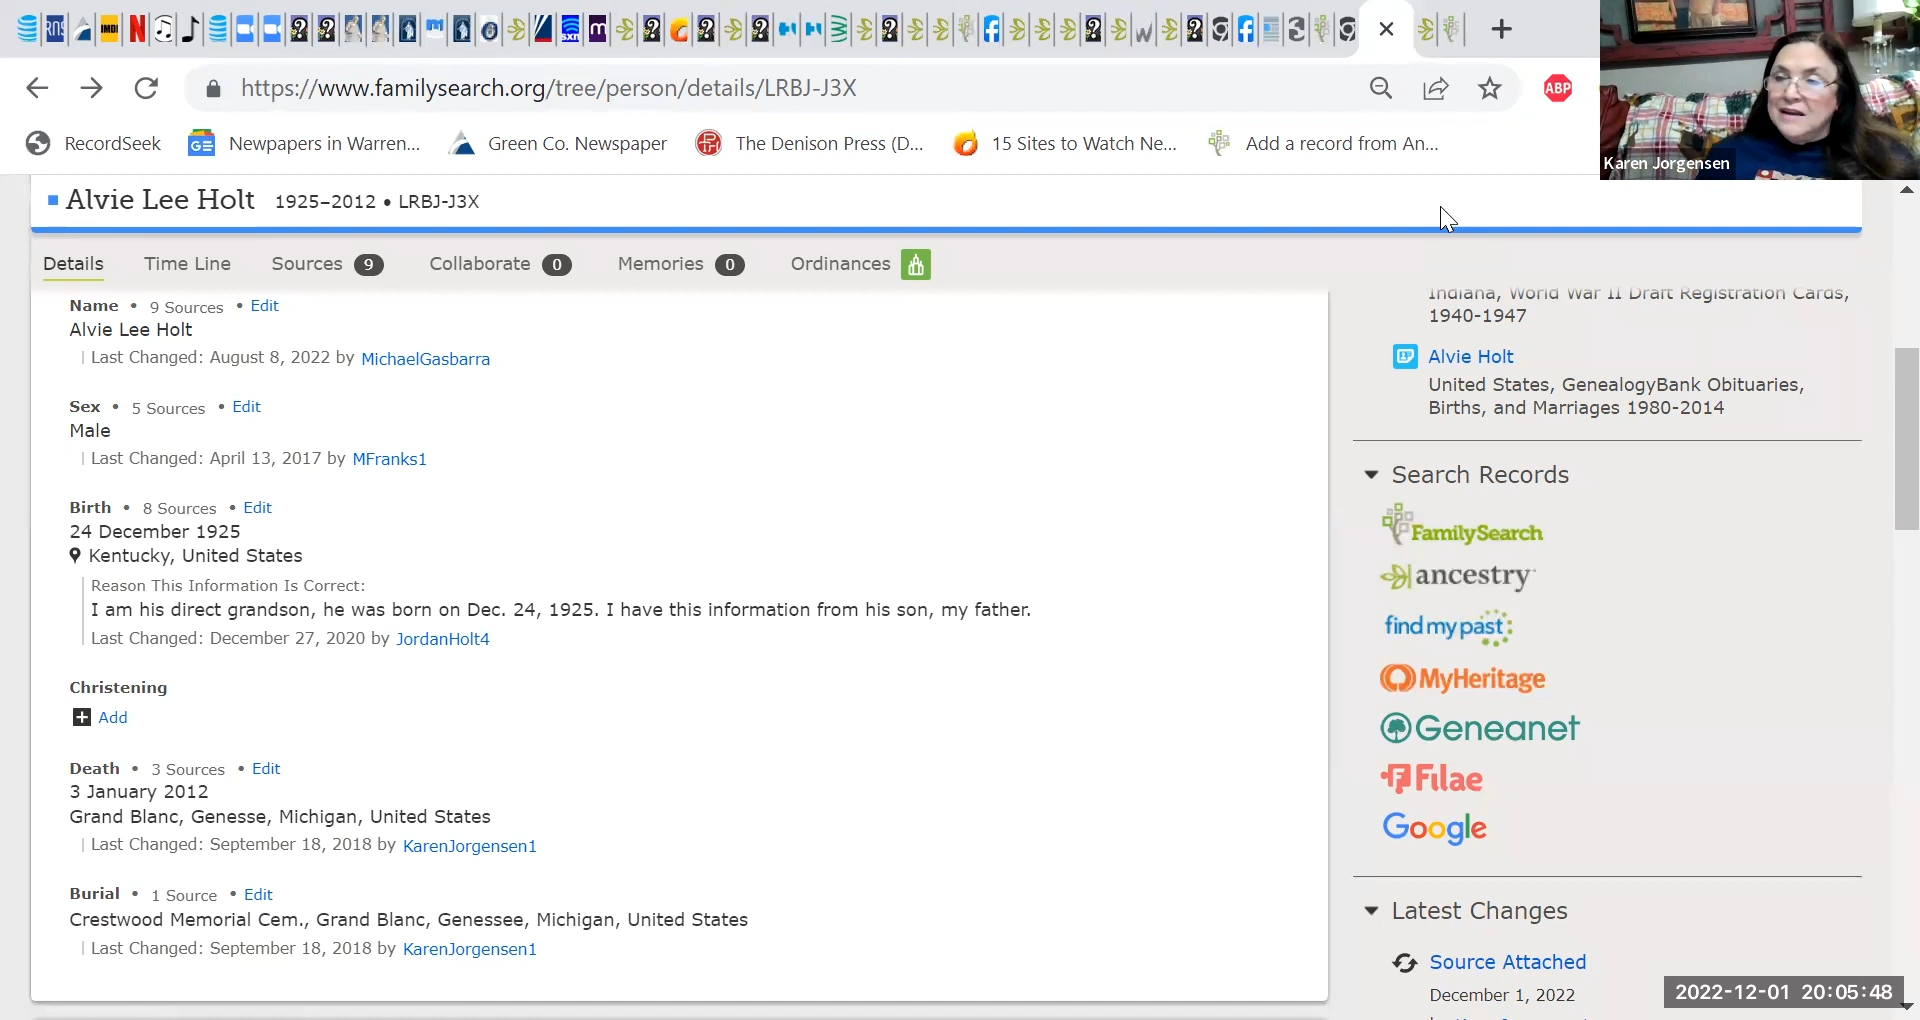 https://www.familysearch.org/tree/person/details/LRBJ-J3X
ABP
RecordSeek
Newpapers in Warren...
Green Co. Newspaper
The Denison Press (D...
15 Sites to Watch Ne...
Add a record from An...
Karen Jorgensen
Alvie Lee Holt 1925–2012 • LRBJ-J3X
Details Time Line Sources 9 Collaborate 0 Memories 0 Ordinances
Name • 9 Sources • Edit
Alvie Lee Holt
Last Changed: August 8, 2022 by MichaelGasbarra
Sex • 5 Sources • Edit
Male
Last Changed: April 13, 2017 by MFranks1
Birth • 8 Sources • Edit
24 December 1925
Kentucky, United States
Reason This Information Is Correct:
I am his direct grandson, he was born on Dec. 24, 1925. I have this information from his son, my father.
Last Changed: December 27, 2020 by JordanHolt4
Christening
Add
Death • 3 Sources • Edit
3 January 2012
Grand Blanc, Genesse, Michigan, United States
Last Changed: September 18, 2018 by KarenJorgensen1
Burial • 1 Source • Edit
Crestwood Memorial Cem., Grand Blanc, Genessee, Michigan, United States
Last Changed: September 18, 2018 by KarenJorgensen1
Indiana, World War II Draft Registration Cards,
1940-1947
Alvie Holt
United States, GenealogyBank Obituaries,
Births, and Marriages 1980-2014
Search Records
FamilySearch
ancestry
findmypast
MyHeritage
Geneanet
Filae
Google
Latest Changes
Source Attached
December 1, 2022
2022-12-01 20:05:48